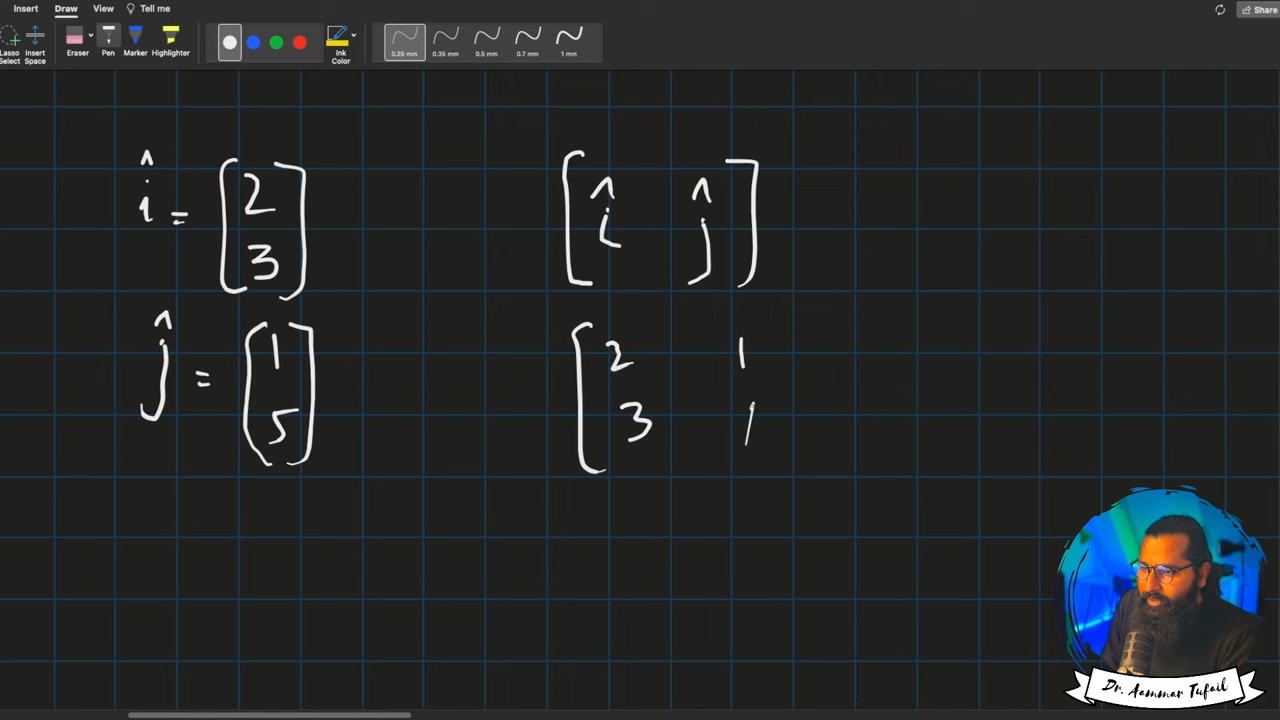 Insert Draw View Tell me Share
Lasso Select Insert Space Eraser Pen Marker Highlighter Ink Color 0.25 mm 0.35 mm 0.5 mm 0.7 mm 1 mm
î = [2
3]
ĵ = [1
5]
[î ĵ]
[2 1
3 1
Dr. Aammar Tufail